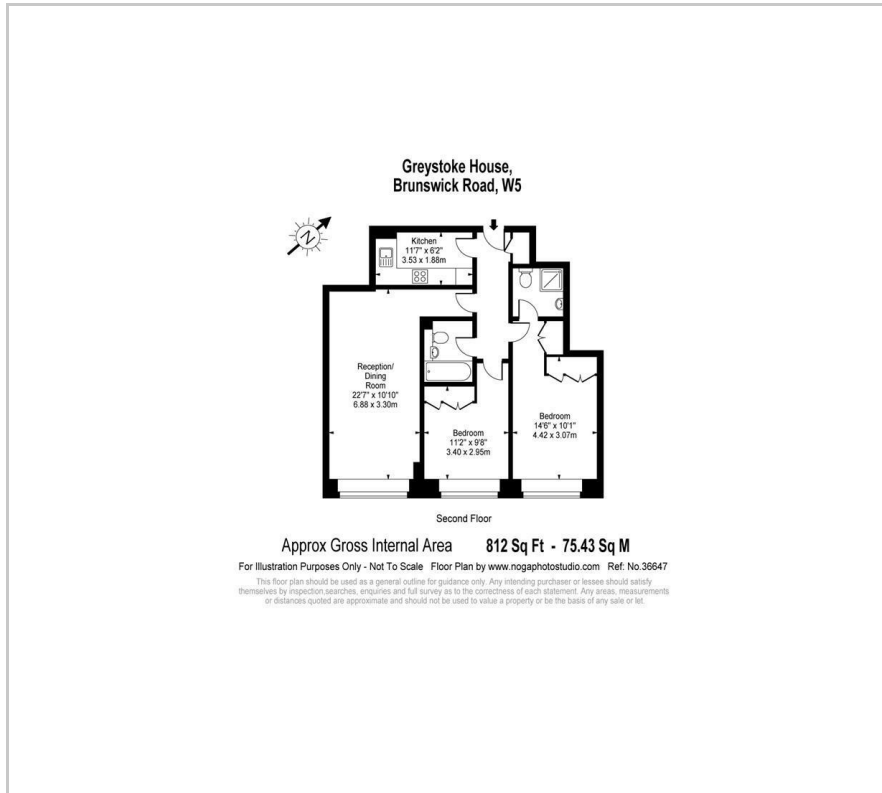 Greystoke House,
Brunswick Road, W5
N
Kitchen
11'7" x 6'2"
3.53 x 1.88m
Reception/
Dining
Room
22'7" x 10'10"
6.88 x 3.30m
Bedroom
11'2" x 9'8"
3.40 x 2.95m
Bedroom
14'6" x 10'1"
4.42 x 3.07m
Second Floor
Approx Gross Internal Area 812 Sq Ft - 75.43 Sq M
For Illustration Purposes Only - Not To Scale Floor Plan by www.nogaphotostudio.com Ref: No.36647
This floor plan should be used as a general outline for guidance only. Any intending purchaser or lessee should satisfy
themselves by inspection,searches, enquiries and full survey as to the correctness of each statement. Any areas, measurements
or distances quoted are approximate and should not be used to value a property or be the basis of any sale or let.